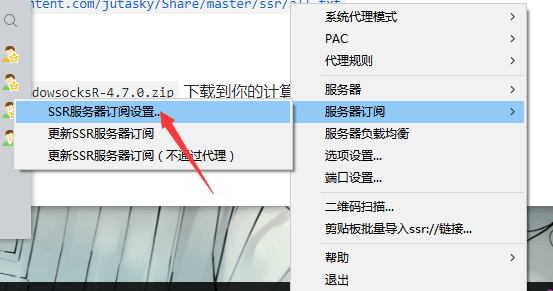 ntent.com/jutasky/Share/master/ssr/all.txt
dowsocksR-4.7.0.zip 下载到你的计算
SSR服务器订阅设置...
更新SSR服务器订阅
更新SSR服务器订阅（不通过代理）
系统代理模式
PAC
代理规则
服务器
服务器订阅
服务器负载均衡
选项设置...
端口设置...
二维码扫描...
剪贴板批量导入ssr://链接...
帮助
退出